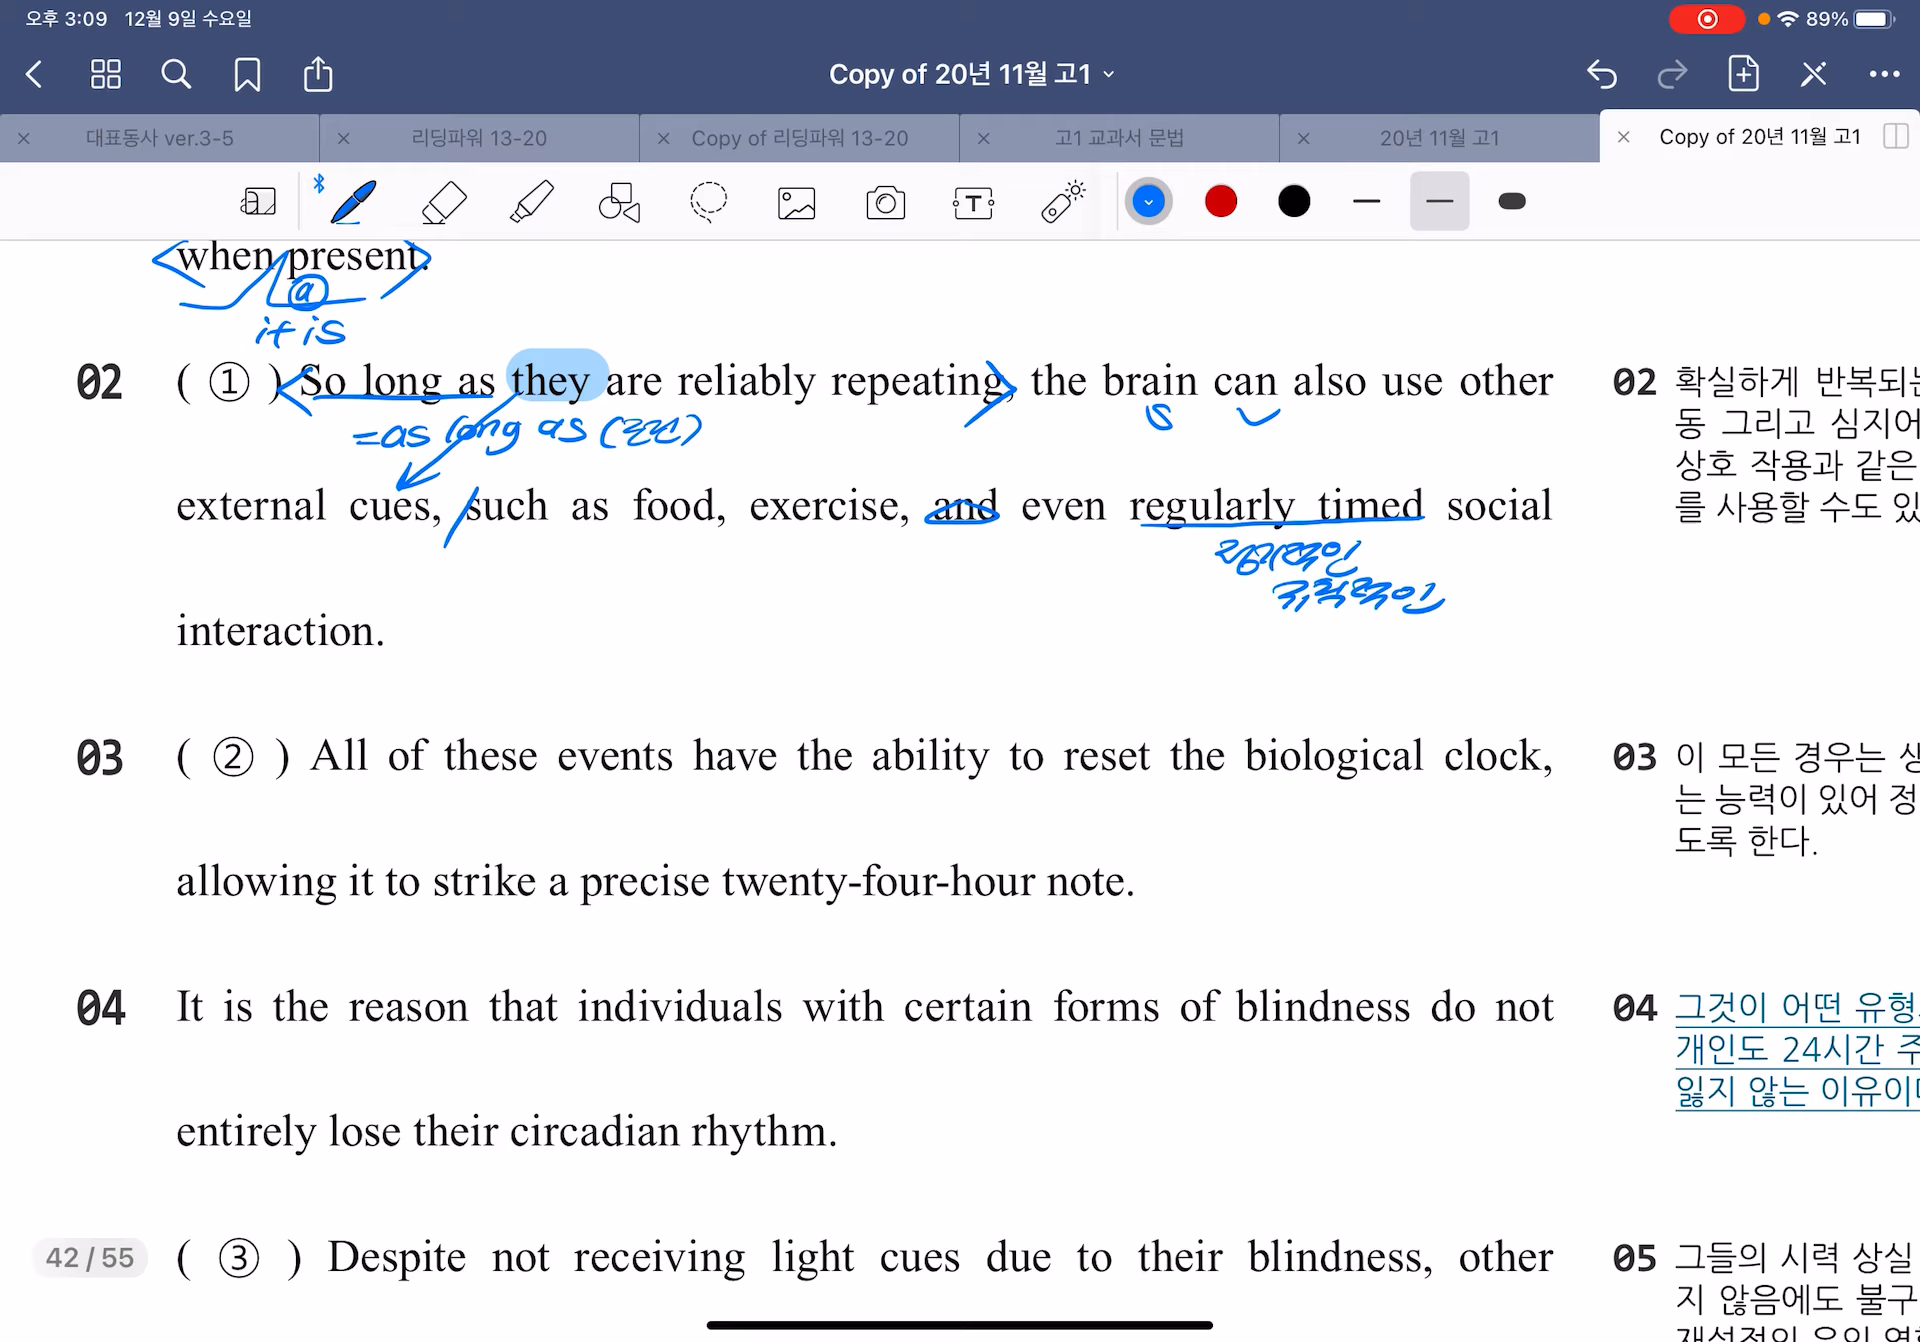 오후 3:09 12월 9일 수요일 89%
Copy of 20년 11월 고1
대표동사 ver.3-5 리딩파워 13-20 Copy of 리딩파워 13-20 고1 교과서 문법 20년 11월 고1 Copy of 20년 11월 고1
when present.
a
it is
02 ( ① ) So long as they are reliably repeating, the brain can also use other
=as long as
S
external cues, such as food, exercise, and even regularly timed social
정기적인
규칙적인
interaction.
03 ( ② ) All of these events have the ability to reset the biological clock,
allowing it to strike a precise twenty-four-hour note.
04 It is the reason that individuals with certain forms of blindness do not
entirely lose their circadian rhythm.
42 / 55 ( ③ ) Despite not receiving light cues due to their blindness, other
02 확실하게 반복되는
동 그리고 심지어
상호 작용과 같은
를 사용할 수도 있
03 이 모든 경우는 생
는 능력이 있어 정
도록 한다.
04 그것이 어떤 유형
개인도 24시간 주
잃지 않는 이유이
05 그들의 시력 상실
지 않음에도 불구